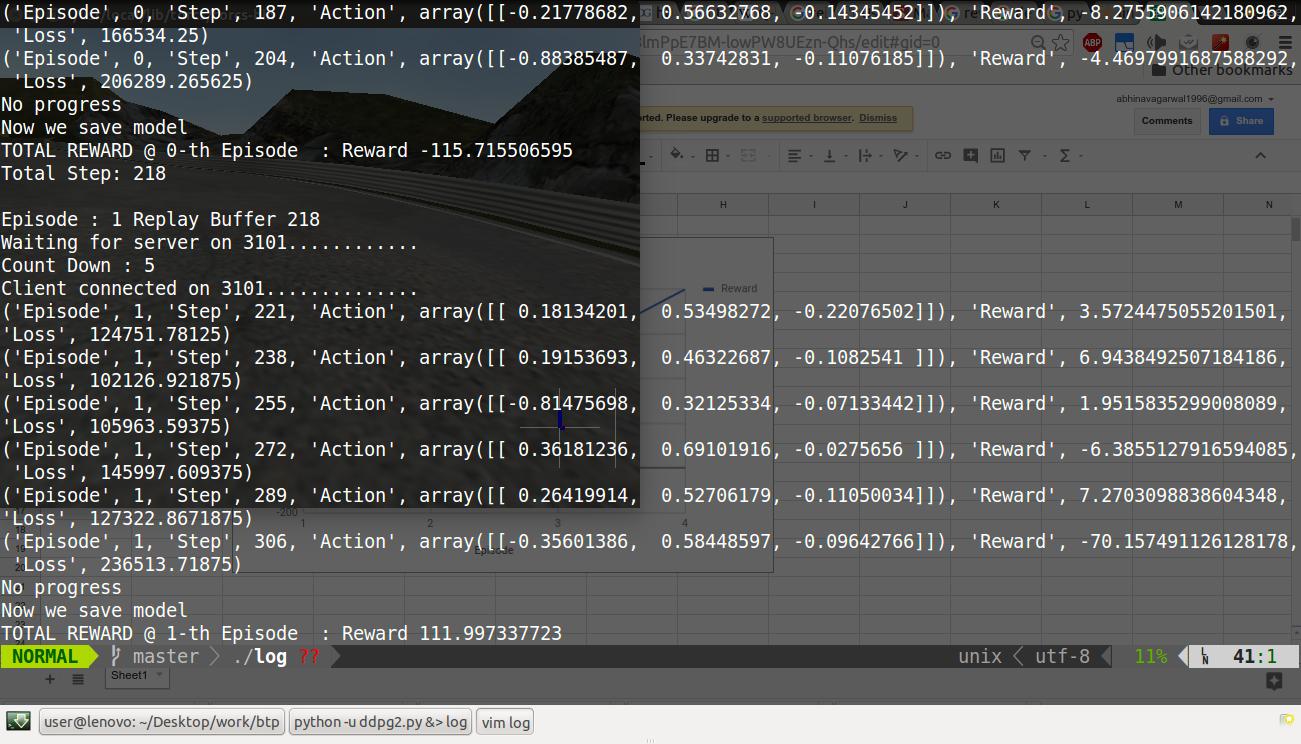 ('Episode', 0, 'Step', 187, 'Action', array([[-0.21778682,  0.56632768, -0.14345452]]), 'Reward', -8.2755906142180962,
'Loss', 166534.25)
('Episode', 0, 'Step', 204, 'Action', array([[-0.88385487,  0.33742831, -0.11076185]]), 'Reward', -4.4697991687588292,
'Loss', 206289.265625)
No progress
Now we save model
TOTAL REWARD @ 0-th Episode  : Reward -115.715506595
Total Step: 218
Episode : 1 Replay Buffer 218
Waiting for server on 3101............
Count Down : 5
Client connected on 3101..............
('Episode', 1, 'Step', 221, 'Action', array([[ 0.18134201,  0.53498272, -0.22076502]]), 'Reward', 3.5724475055201501,
'Loss', 124751.78125)
('Episode', 1, 'Step', 238, 'Action', array([[ 0.19153693,  0.46322687, -0.1082541 ]]), 'Reward', 6.9438492507184186,
'Loss', 102126.921875)
('Episode', 1, 'Step', 255, 'Action', array([[-0.81475698,  0.32125334, -0.07133442]]), 'Reward', 1.9515835299008089,
'Loss', 105963.59375)
('Episode', 1, 'Step', 272, 'Action', array([[ 0.36181236,  0.69101916, -0.0275656 ]]), 'Reward', -6.3855127916594085,
'Loss', 145997.609375)
('Episode', 1, 'Step', 289, 'Action', array([[ 0.26419914,  0.52706179, -0.11050034]]), 'Reward', 7.2703098838604348,
'Loss', 127322.8671875)
('Episode', 1, 'Step', 306, 'Action', array([[-0.35601386,  0.58448597, -0.09642766]]), 'Reward', -70.157491126128178,
'Loss', 236513.71875)
No progress
Now we save model
TOTAL REWARD @ 1-th Episode  : Reward 111.997337723
NORMAL master ./log ?? unix utf-8 11% LN 41:1
ABP
Other bookmarks
abhinavagarwal1996@gmail.com
Please upgrade to a supported browser. Dismiss
Comments Share
H I J K L M N
Reward
-200
1 2 3 4
Episode
Sheet1
user@lenovo: ~/Desktop/work/btp python -u ddpg2.py &> log vim log